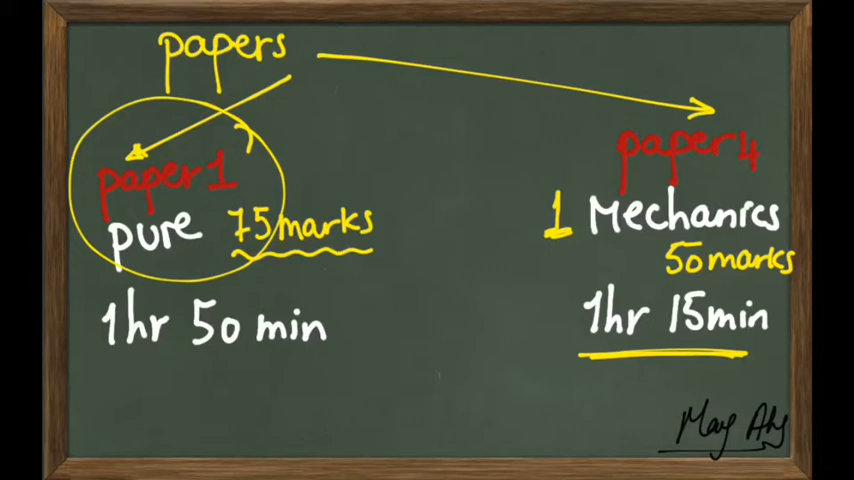 papers
paper 1
pure 75 marks
1hr 50 min
paper 4
1 Mechanics
50 marks
1hr 15min